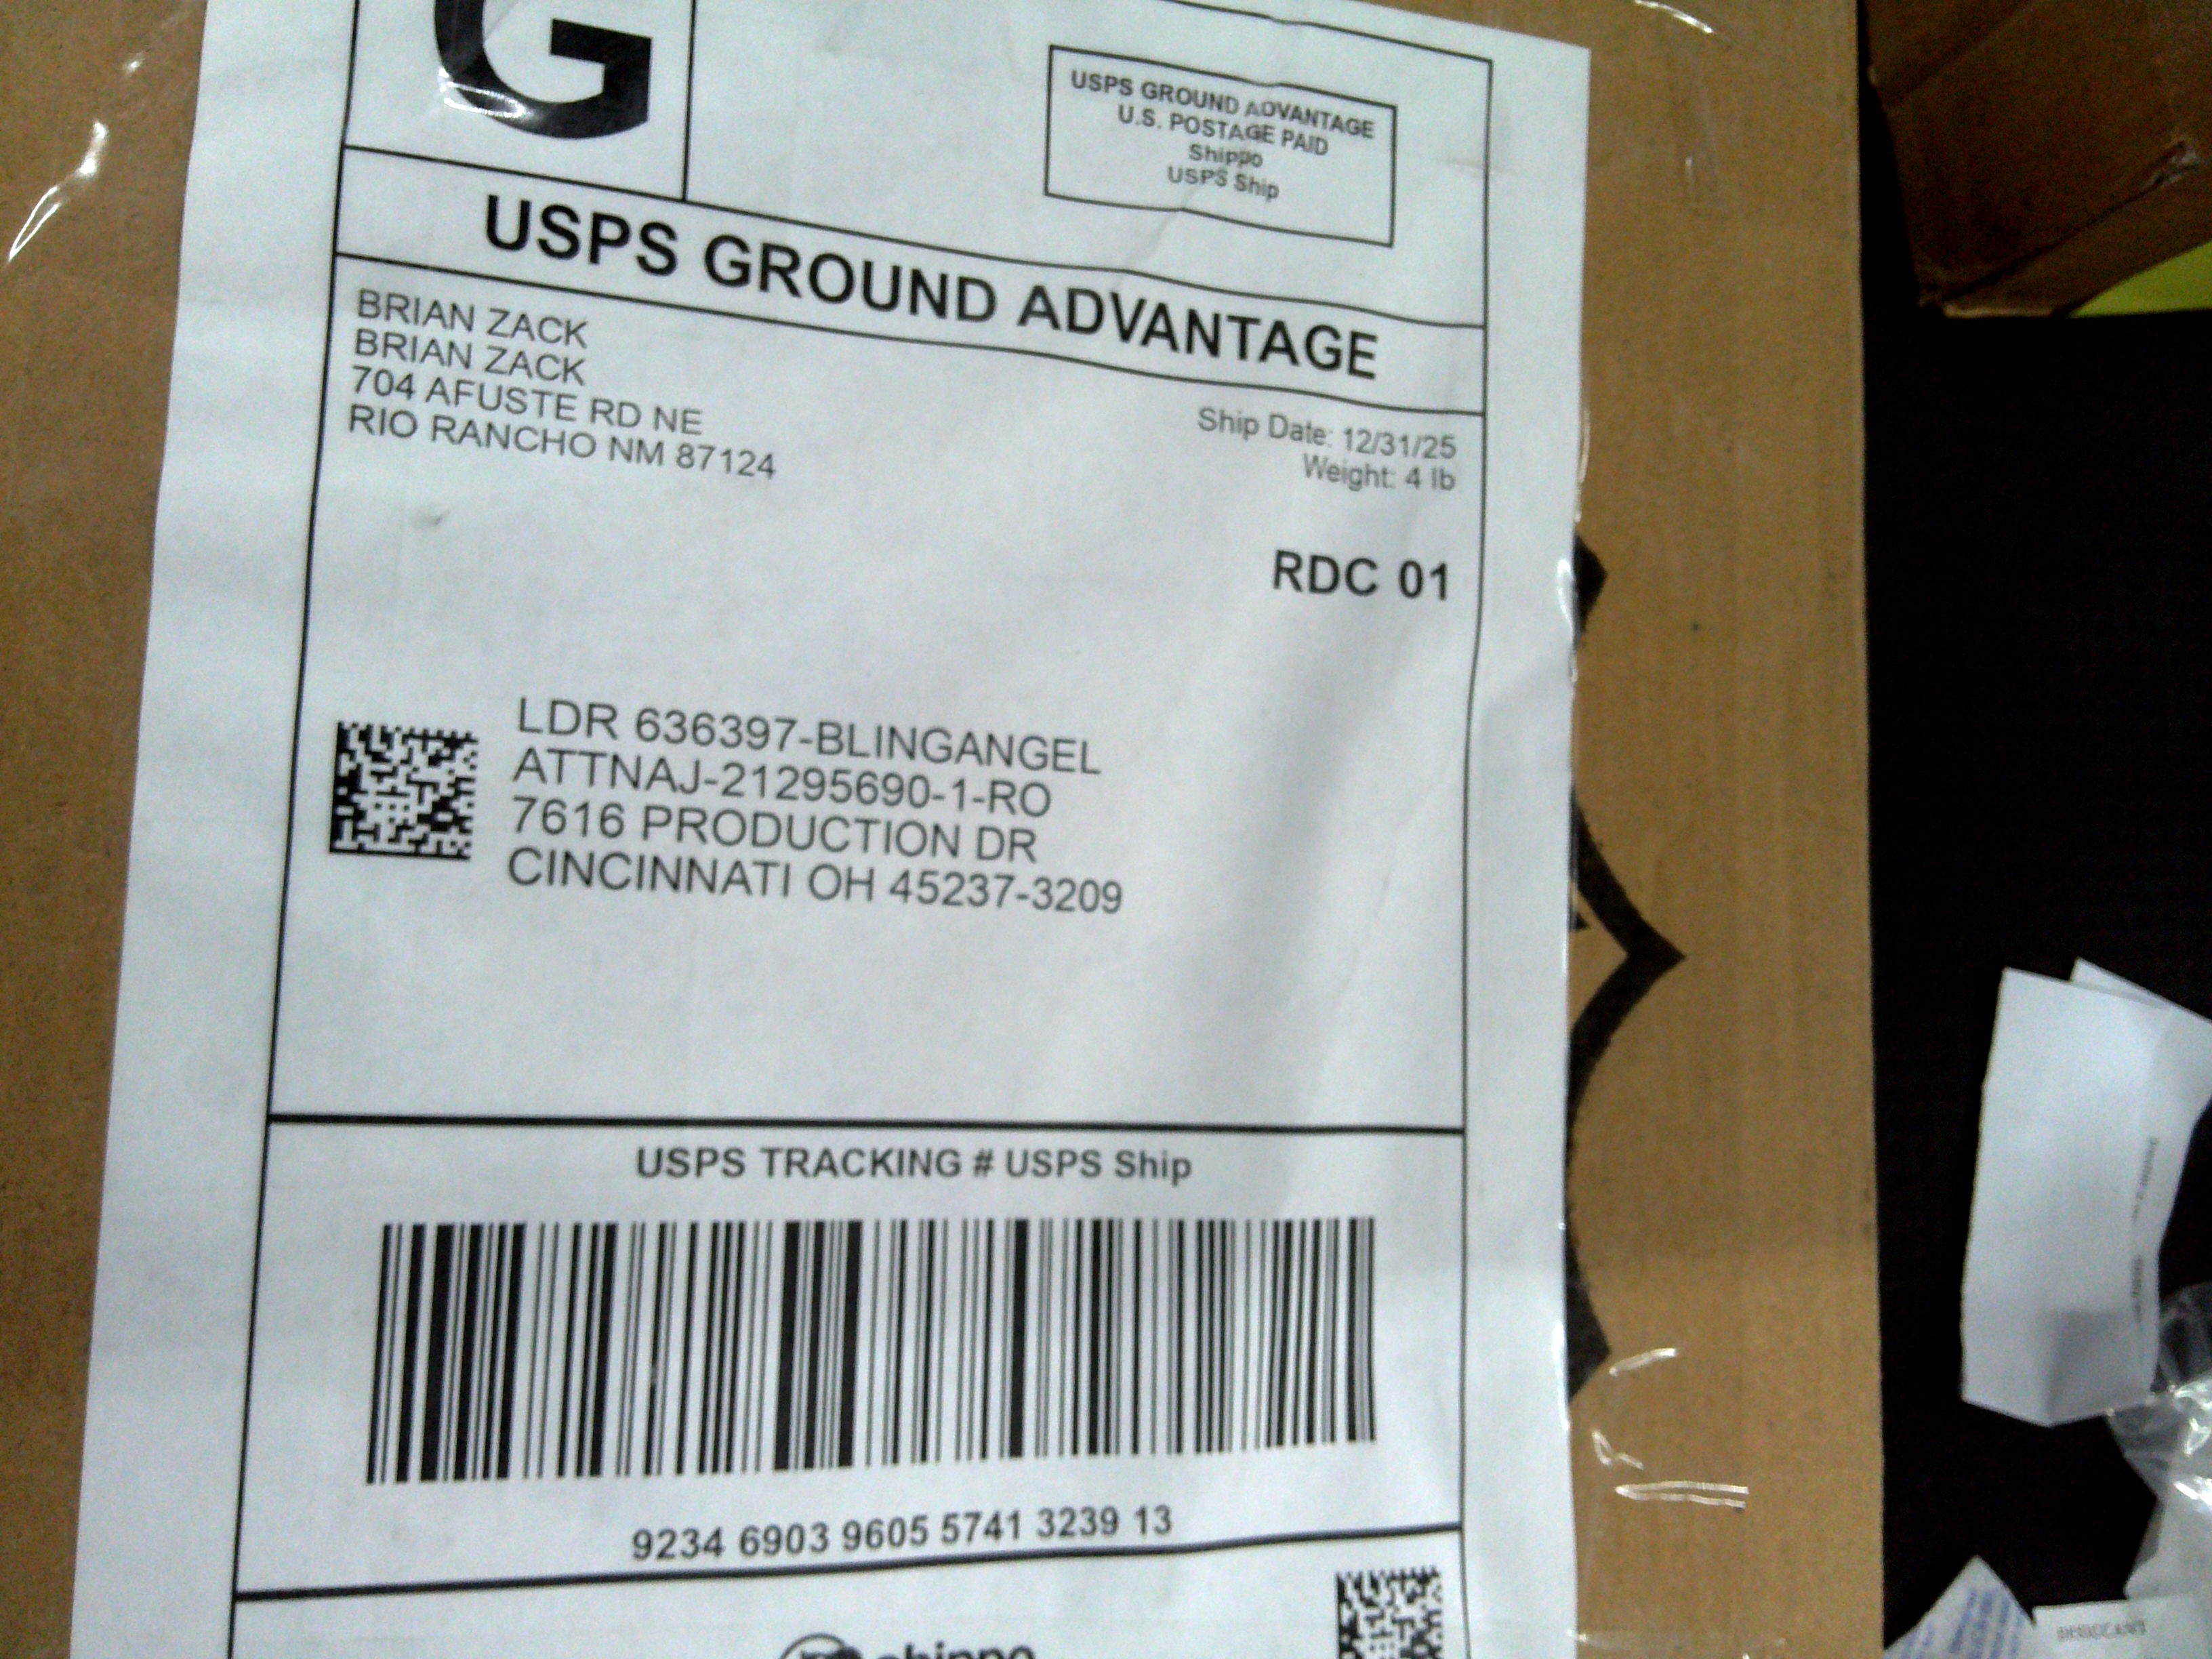 G
USPS GROUND ADVANTAGE
U.S. POSTAGE PAID
Shippo
USPS Ship
USPS GROUND ADVANTAGE
BRIAN ZACK
BRIAN ZACK
704 AFUSTE RD NE
RIO RANCHO NM 87124
Ship Date: 12/31/25
Weight: 4 lb
RDC 01
LDR 636397-BLINGANGEL
ATTNAJ-21295690-1-RO
7616 PRODUCTION DR
CINCINNATI OH 45237-3209
USPS TRACKING # USPS Ship
9234 6903 9605 5741 3239 13
shippo